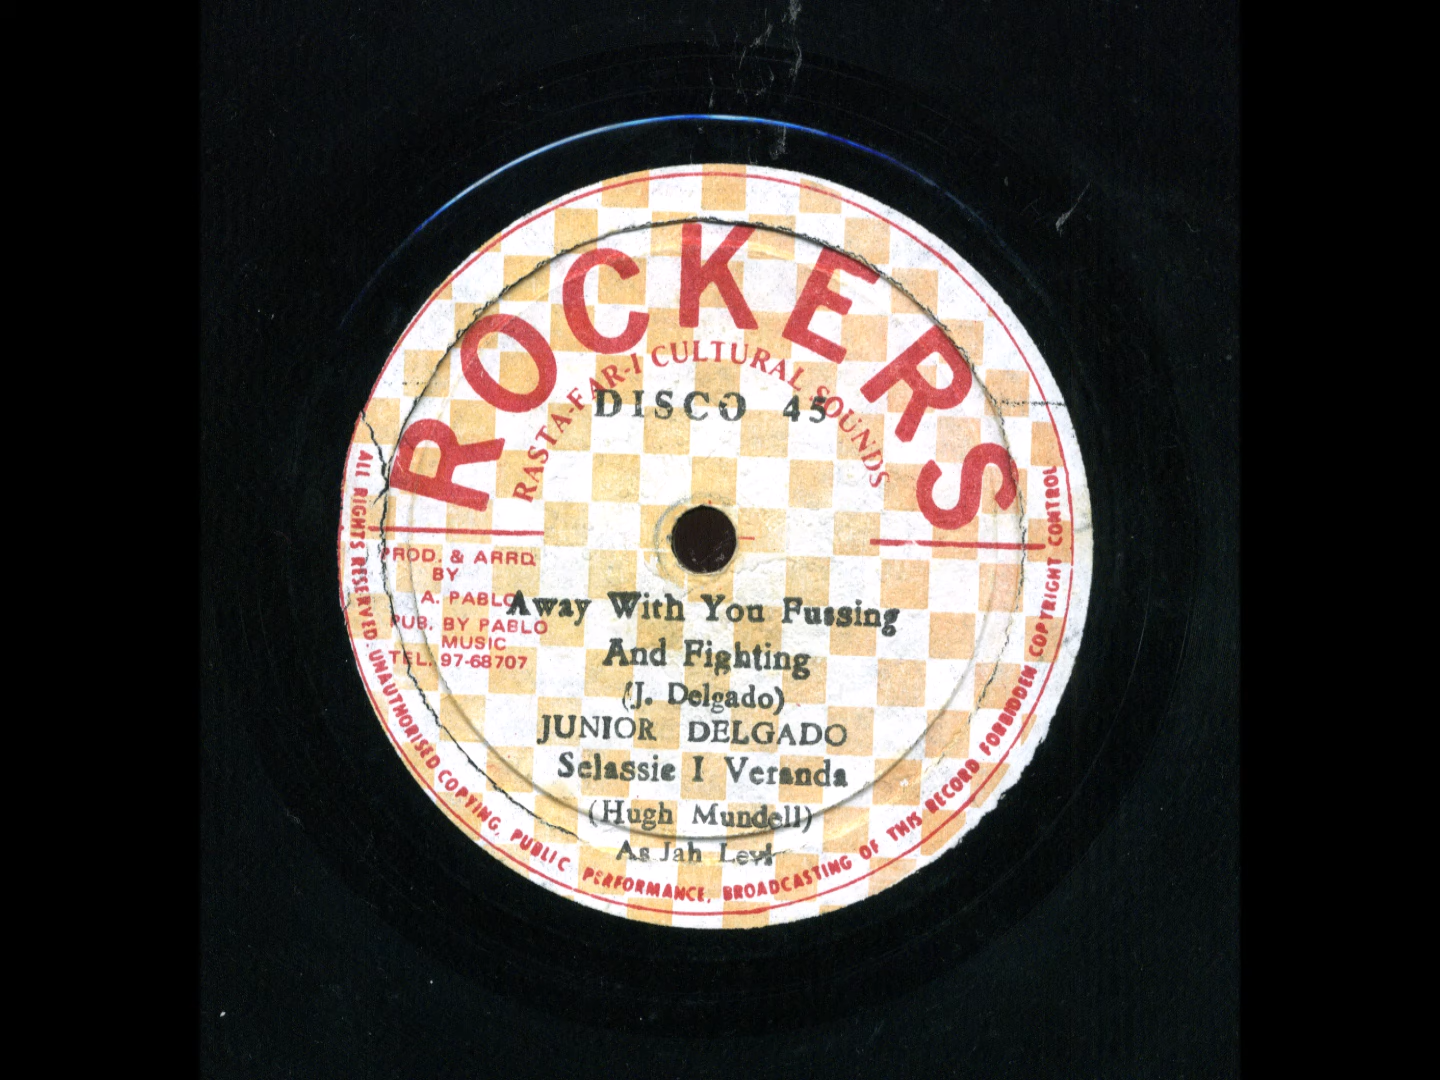 ROCKERS
RASTA-FAR-I CULTURAL SOUNDS
DISCO 45
PROD. & ARRD.
BY
A. PABLO
PUB. BY PABLO
MUSIC
TEL. 97-68707
Away With You Fussing
And Fighting
(J. Delgado)
JUNIOR DELGADO
Selassie I Veranda
(Hugh Mundell)
As Jah Levi
ALL RIGHTS RESERVED. UNAUTHORISED COPYING, PUBLIC PERFORMANCE, BROADCASTING OF THIS RECORD FORBIDDEN COPYRIGHT CONTROL